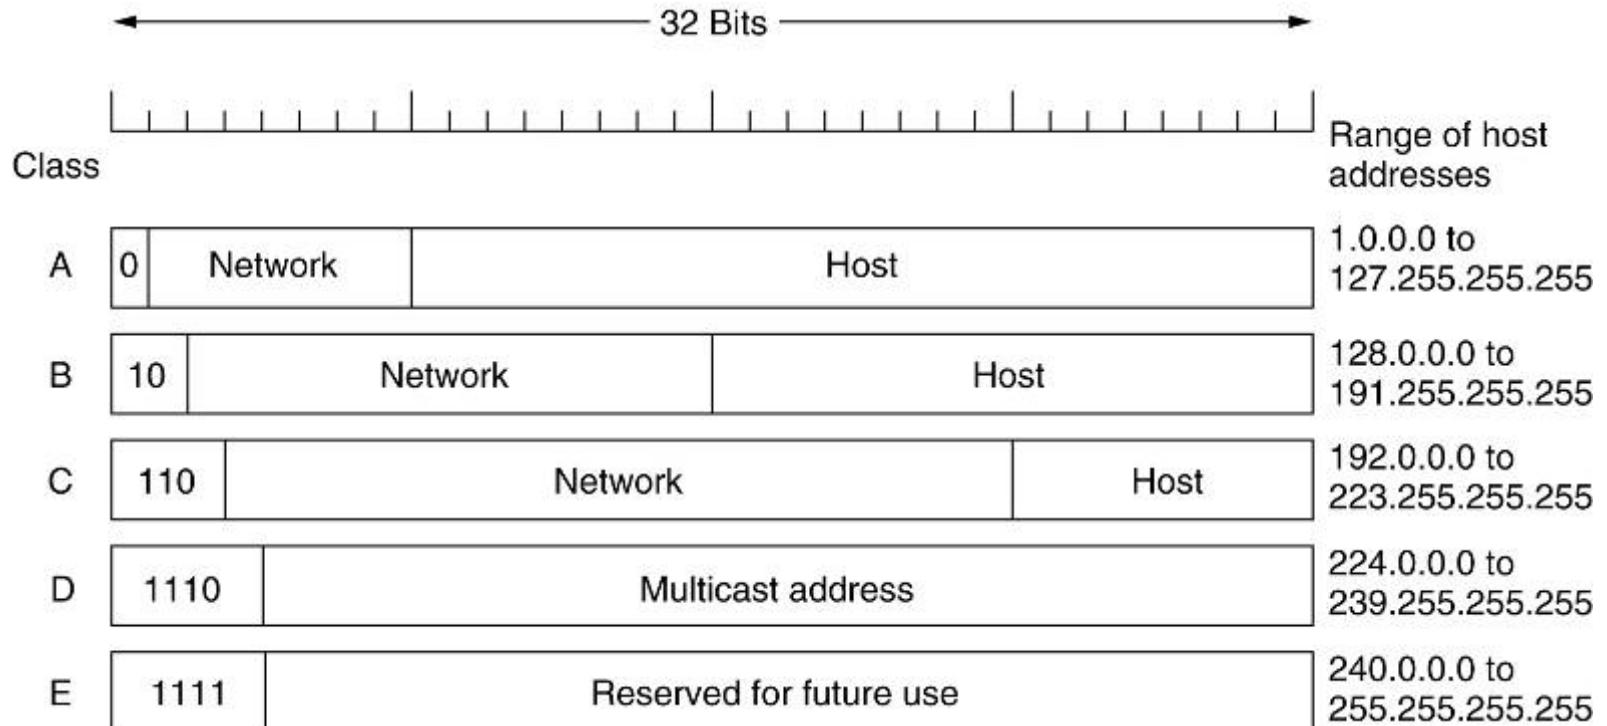 32 Bits
Class
Range of host
addresses
A
0
Network
Host
1.0.0.0 to
127.255.255.255
B
10
Network
Host
128.0.0.0 to
191.255.255.255
C
110
Network
Host
192.0.0.0 to
223.255.255.255
D
1110
Multicast address
224.0.0.0 to
239.255.255.255
E
1111
Reserved for future use
240.0.0.0 to
255.255.255.255